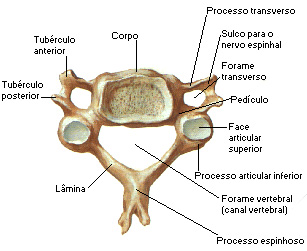 Processo transverso
Sulco para o
nervo espinhal
Corpo
Tubérculo
anterior
Forame
transverso
Tubérculo
posterior
Pedículo
Face
articular
superior
Processo articular inferior
Lâmina
Forame vertebral
(canal vertebral)
Processo espinhoso